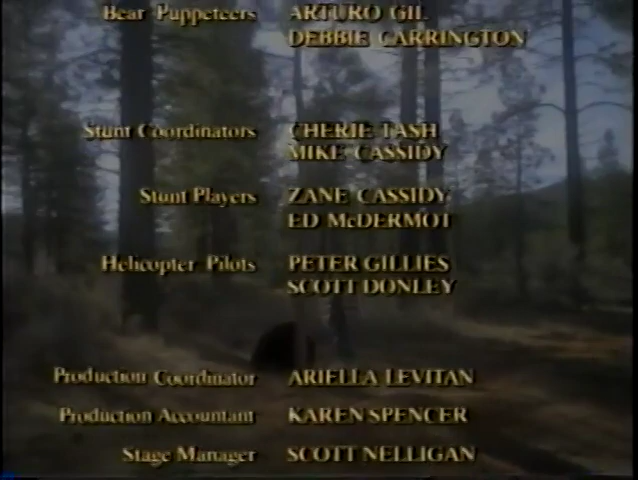 Bear Puppeteers ARTURO GIL
DEBBIE CARRINGTON
Stunt Coordinators CHERIE TASH
MIKE CASSIDY
Stunt Players ZANE CASSIDY
ED McDERMOT
Helicopter Pilots PETER GILLIES
SCOTT DONLEY
Production Coordinator ARIELLA LEVITAN
Production Accountant KAREN SPENCER
Stage Manager SCOTT NELLIGAN